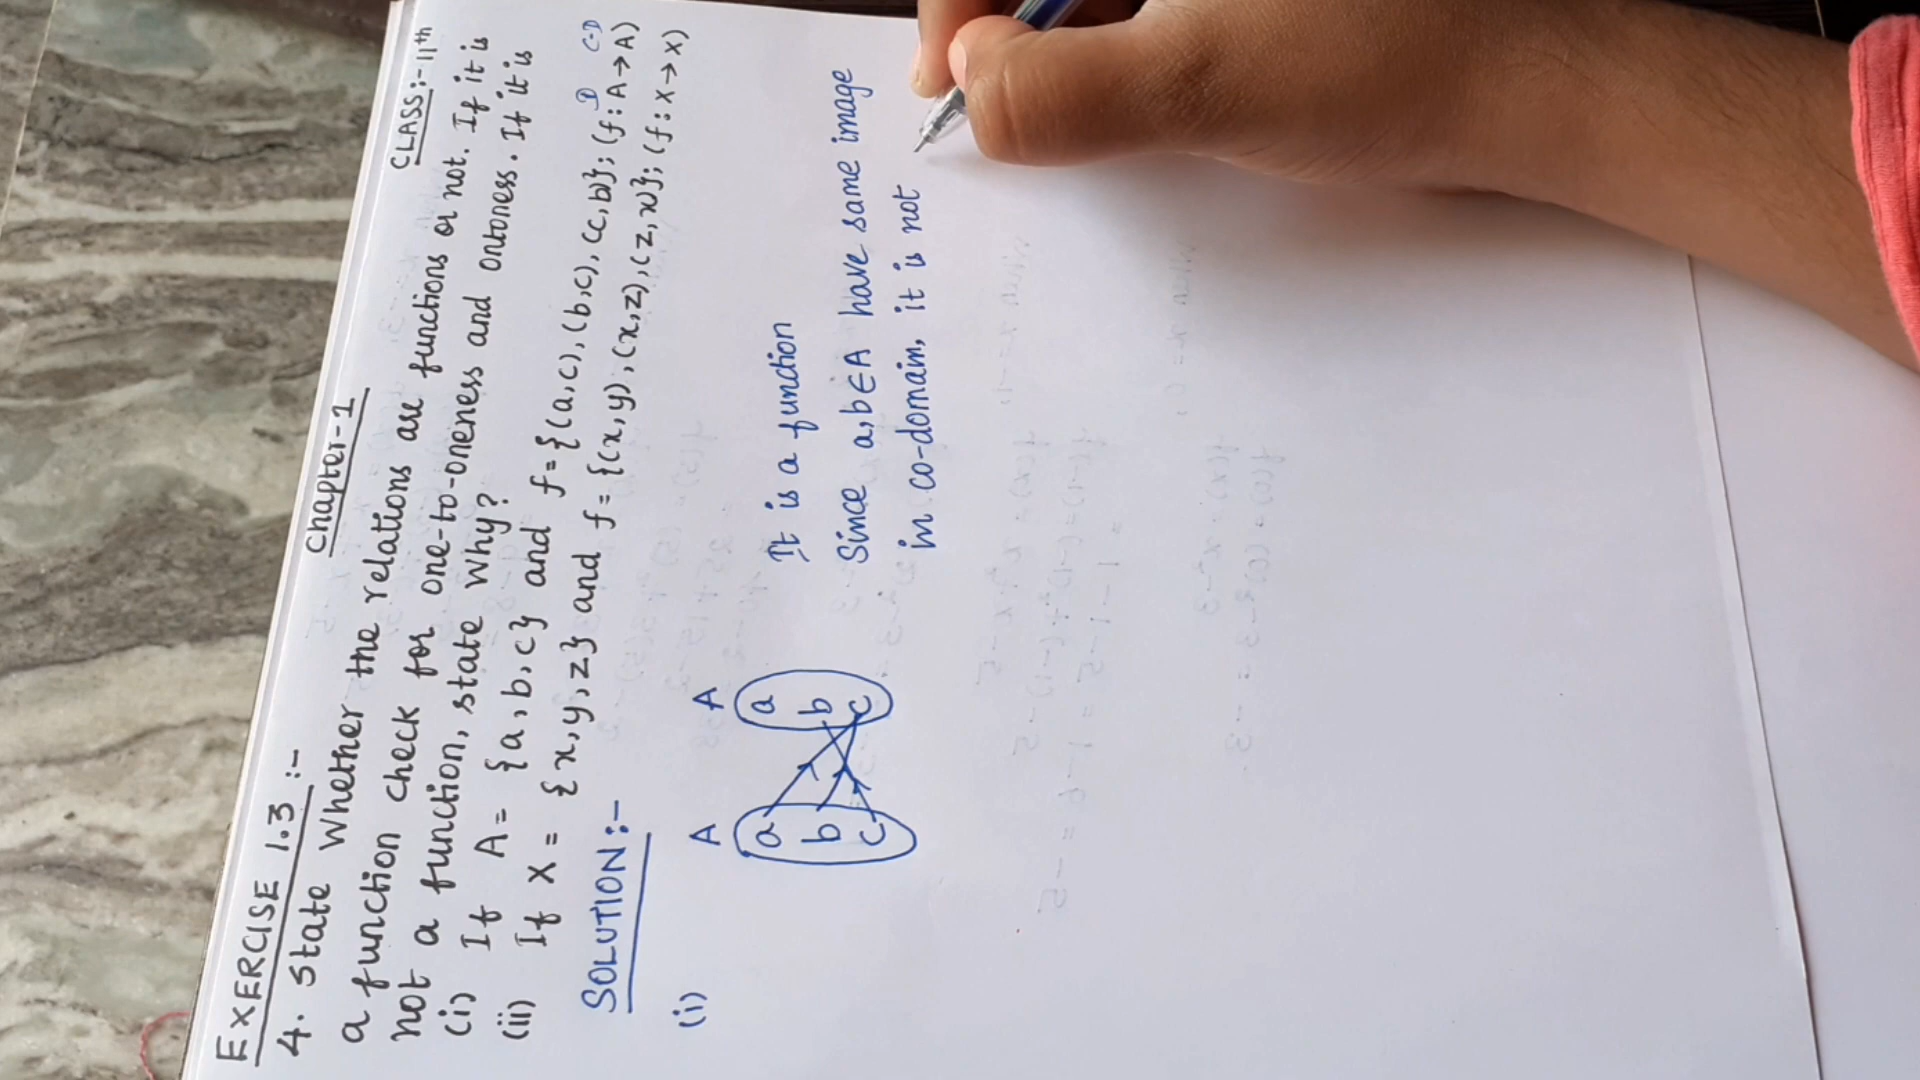 CLASS:-11th
Chapter-1
EXERCISE 1.3 :-
4. State whether the relations are functions or not. If it is
a function check for one-to-oneness and ontoness. If it is
not a function, state why?
(i) If A = {a,b,c} and f={(a,c),(b,c),(c,b)}; (f:A→A)
D C-D
(ii) If X = {x,y,z} and f={(x,y),(x,z),(z,x)}; (f:X→X)
SOLUTION:-
(i)
A A
a a
b b
c c
It is a function
Since a,b∈A have same image
in co-domain, it is not